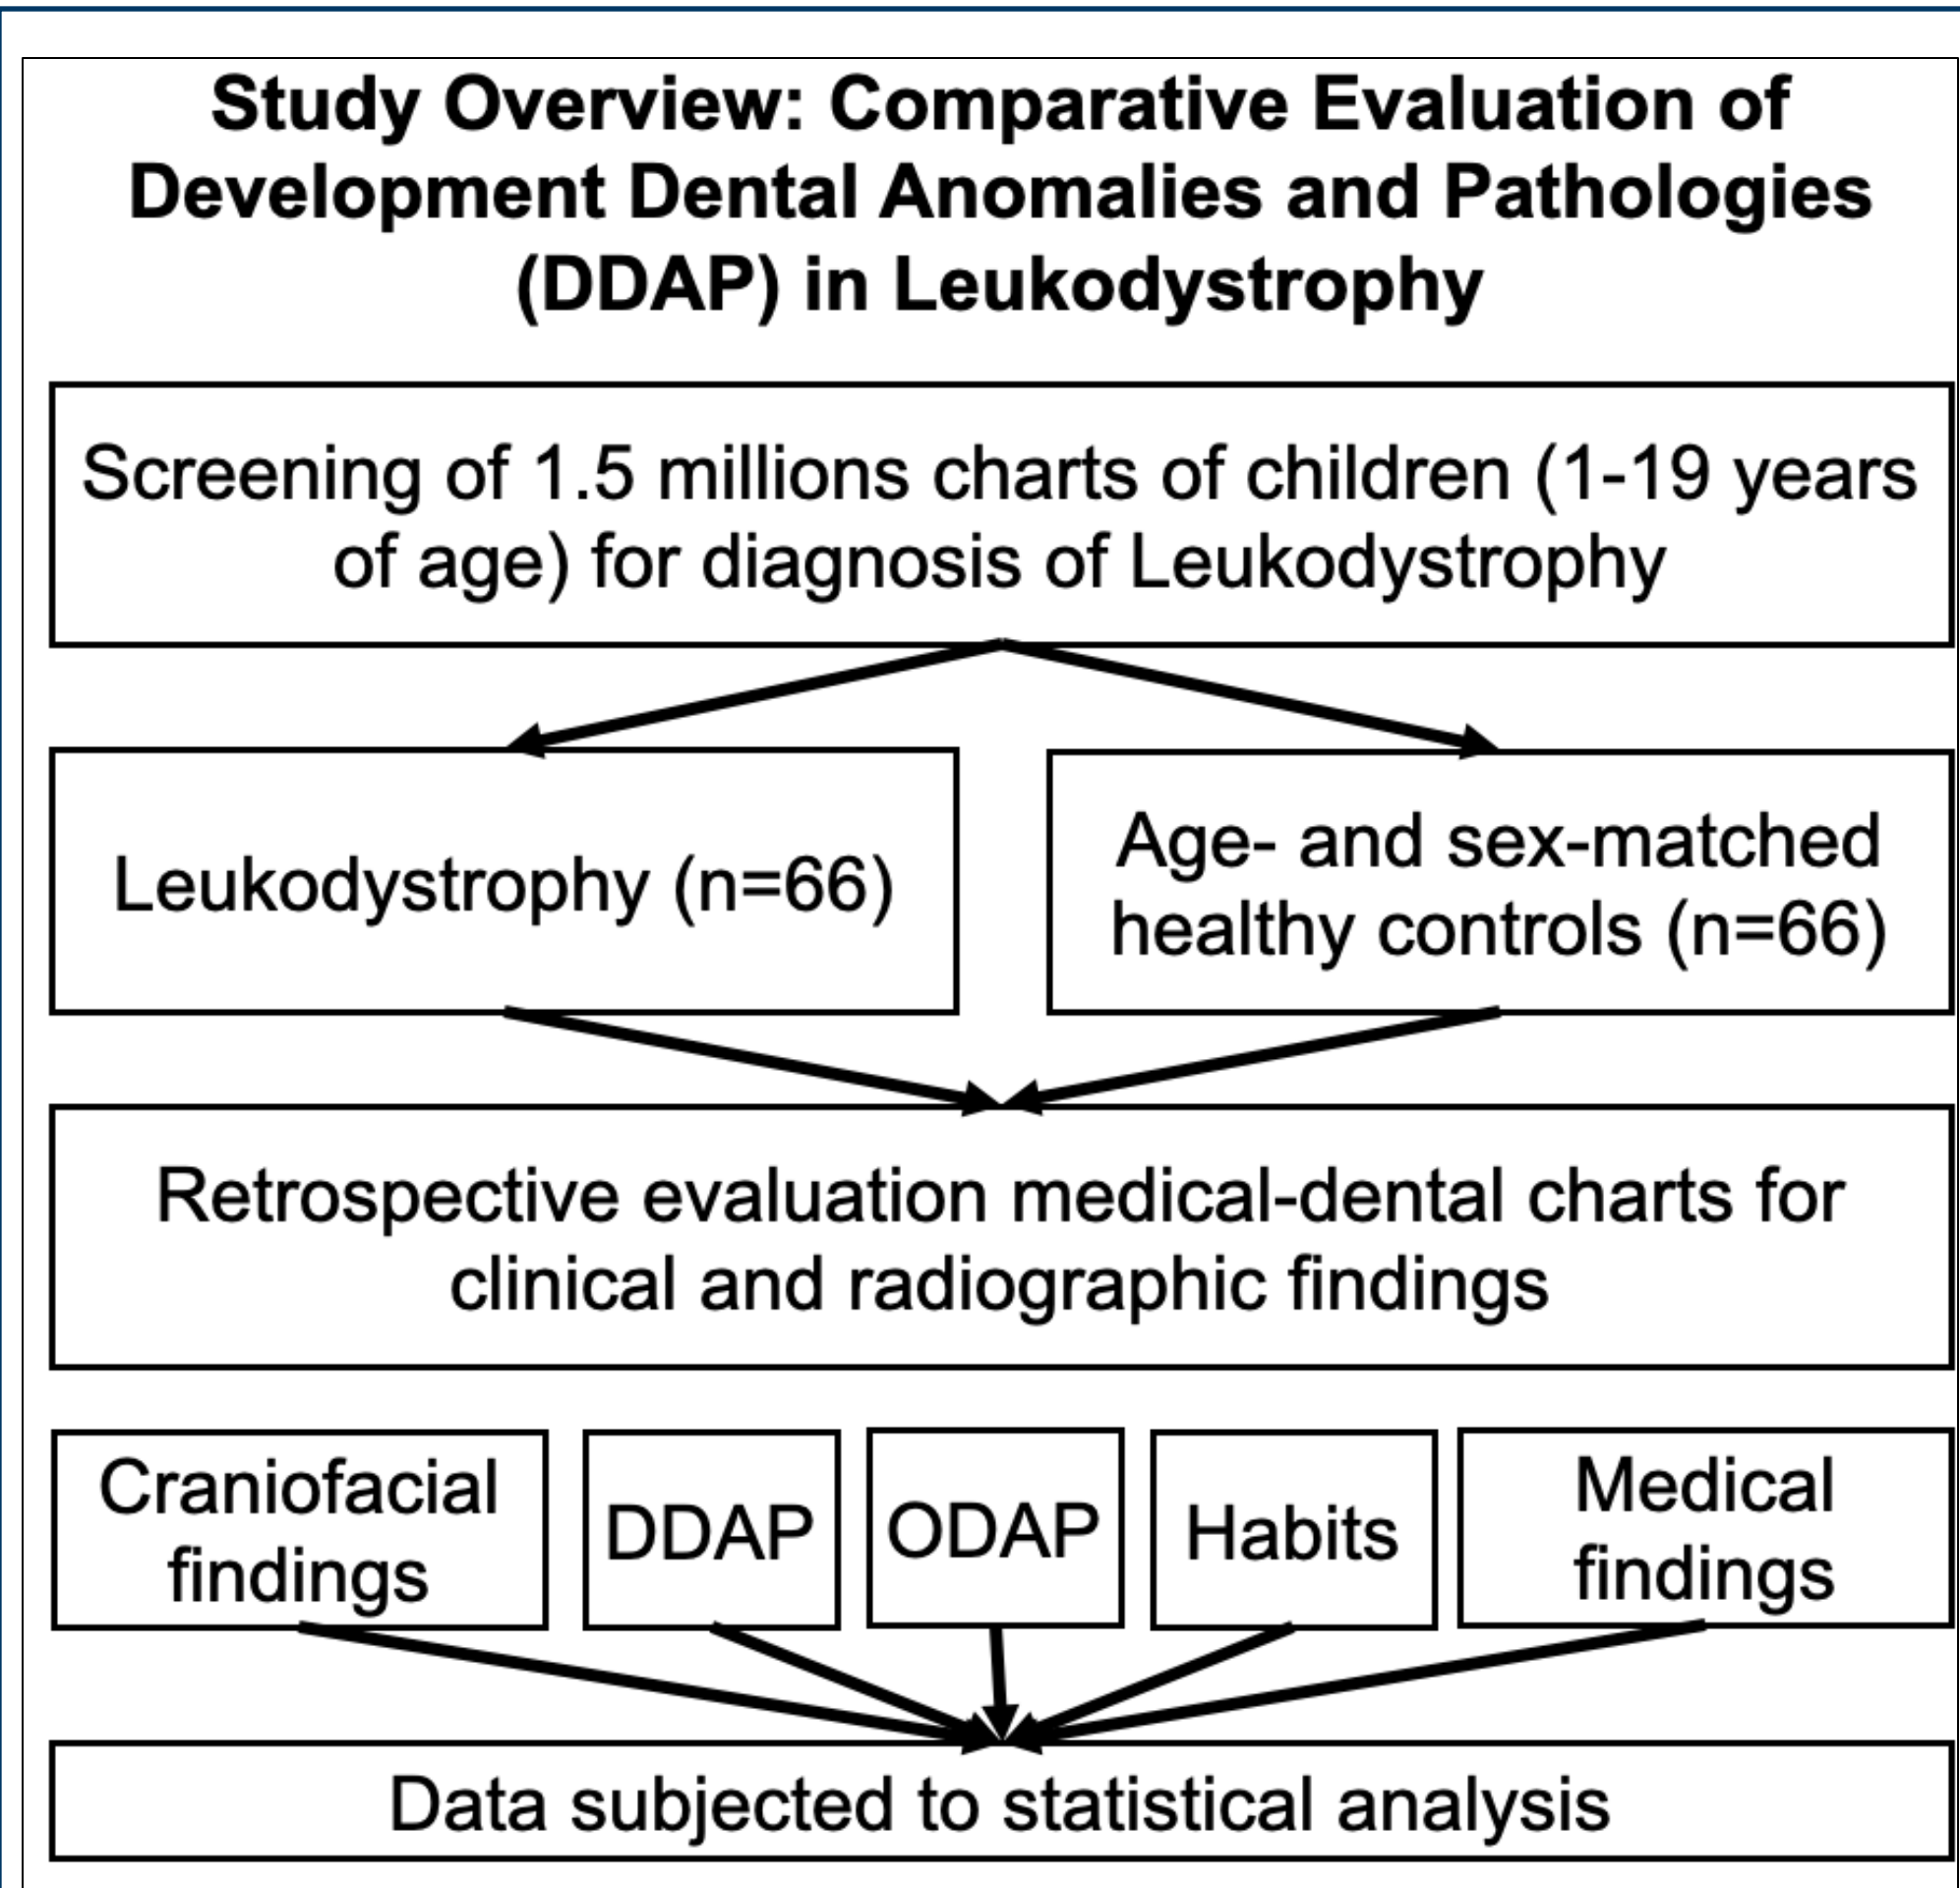 Study Overview: Comparative Evaluation of
Development Dental Anomalies and Pathologies
(DDAP) in Leukodystrophy
Screening of 1.5 millions charts of children (1-19 years
of age) for diagnosis of Leukodystrophy
Leukodystrophy (n=66)
Age- and sex-matched
healthy controls (n=66)
Retrospective evaluation medical-dental charts for
clinical and radiographic findings
Craniofacial
findings
DDAP
ODAP
Habits
Medical
findings
Data subjected to statistical analysis